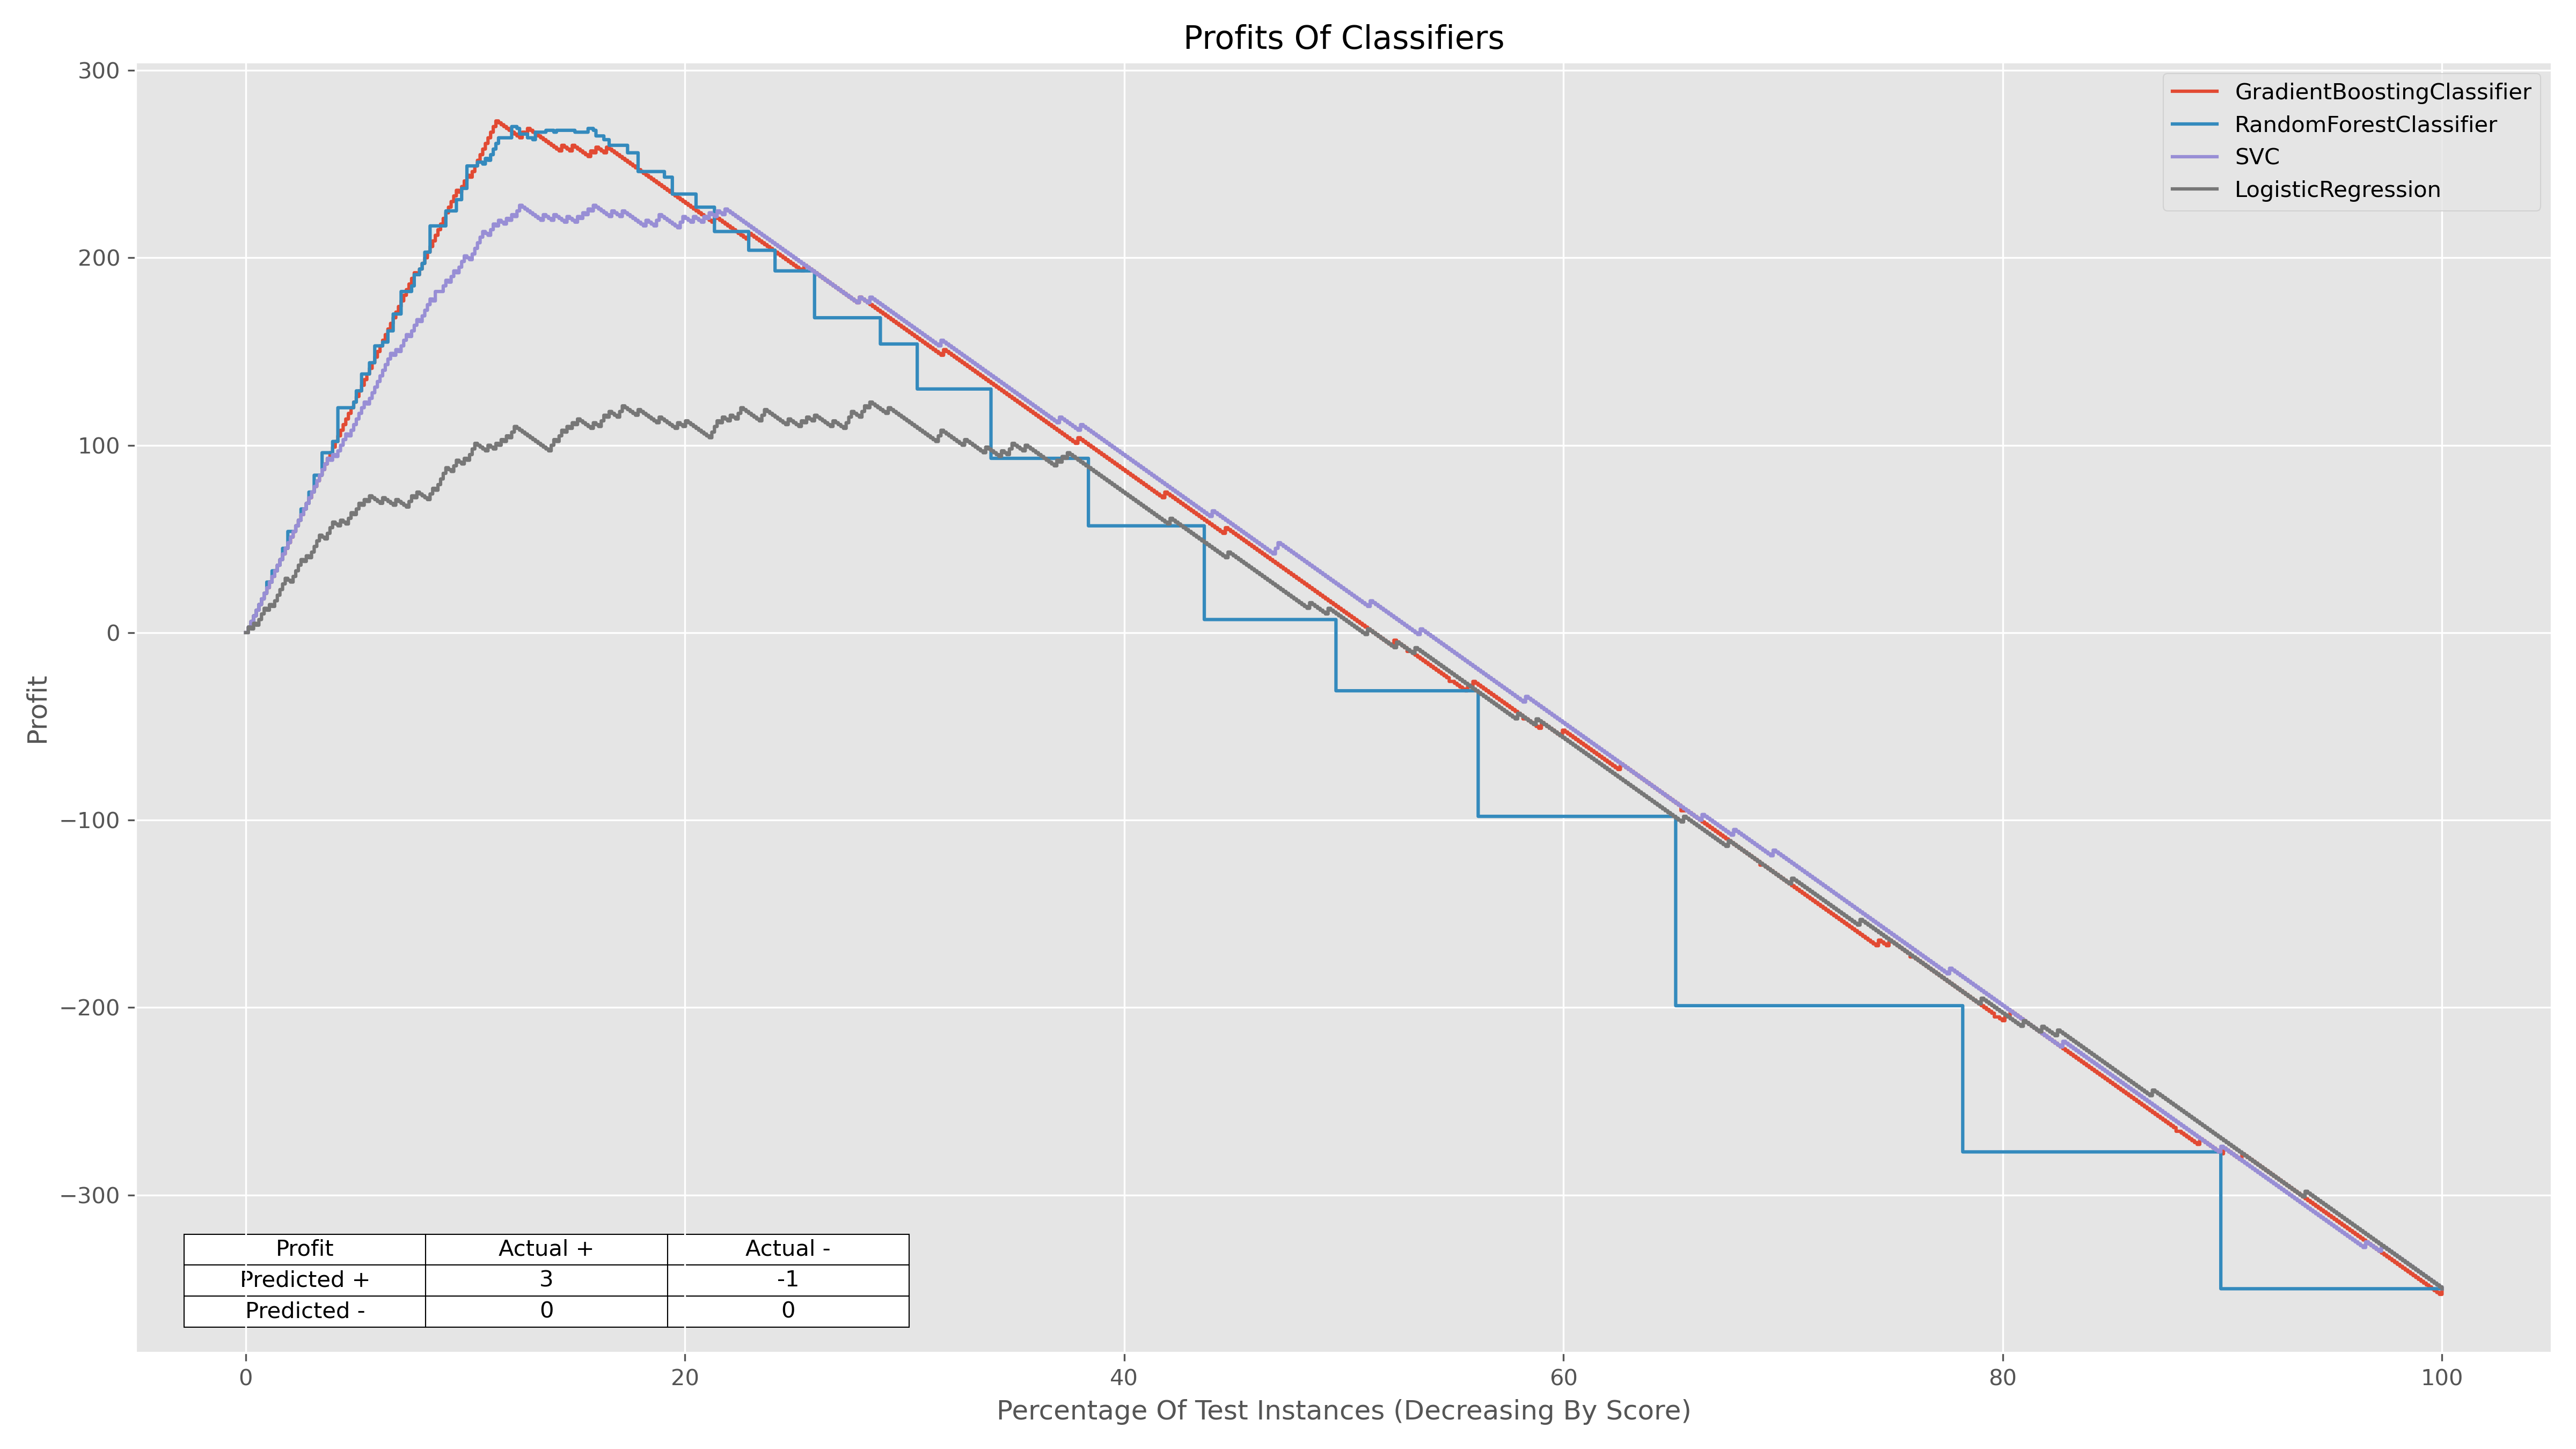 Profits Of Classifiers
300
200
100
0
−100
−200
−300
Profit
GradientBoostingClassifier
RandomForestClassifier
SVC
LogisticRegression
Profit Actual + Actual -
Predicted + 3 -1
Predicted - 0 0
0 20 40 60 80 100
Percentage Of Test Instances (Decreasing By Score)